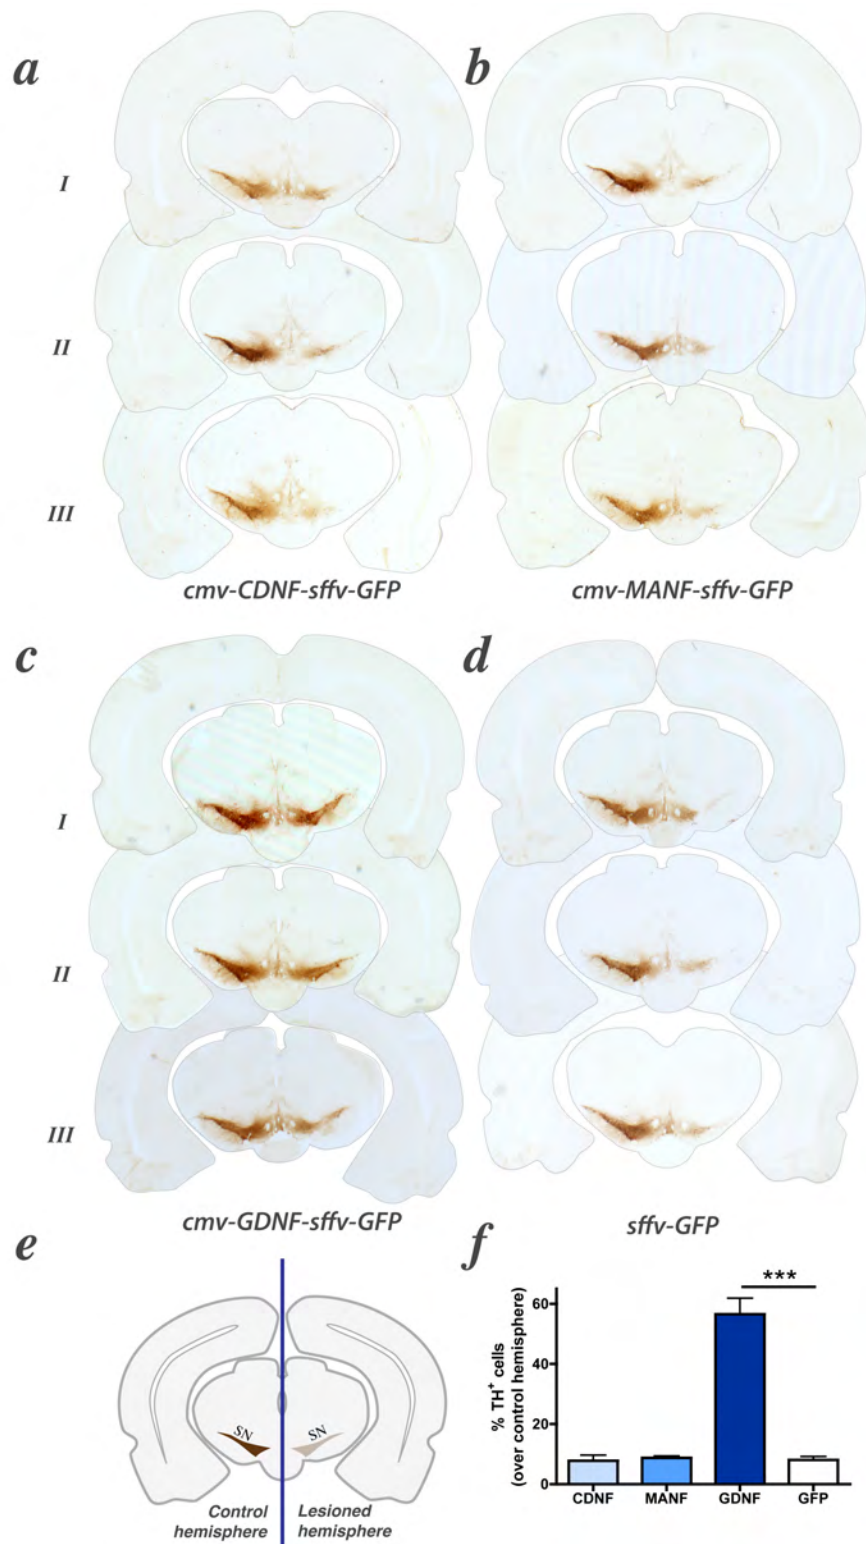 a
b
I
II
III
cmv-CDNF-sffv-GFP
cmv-MANF-sffv-GFP
c
d
I
II
III
cmv-GDNF-sffv-GFP
sffv-GFP
e
SN
SN
Control
hemisphere
Lesioned
hemisphere
f
% TH+ cells
(over control hemisphere)
60
40
20
0
***
CDNF
MANF
GDNF
GFP